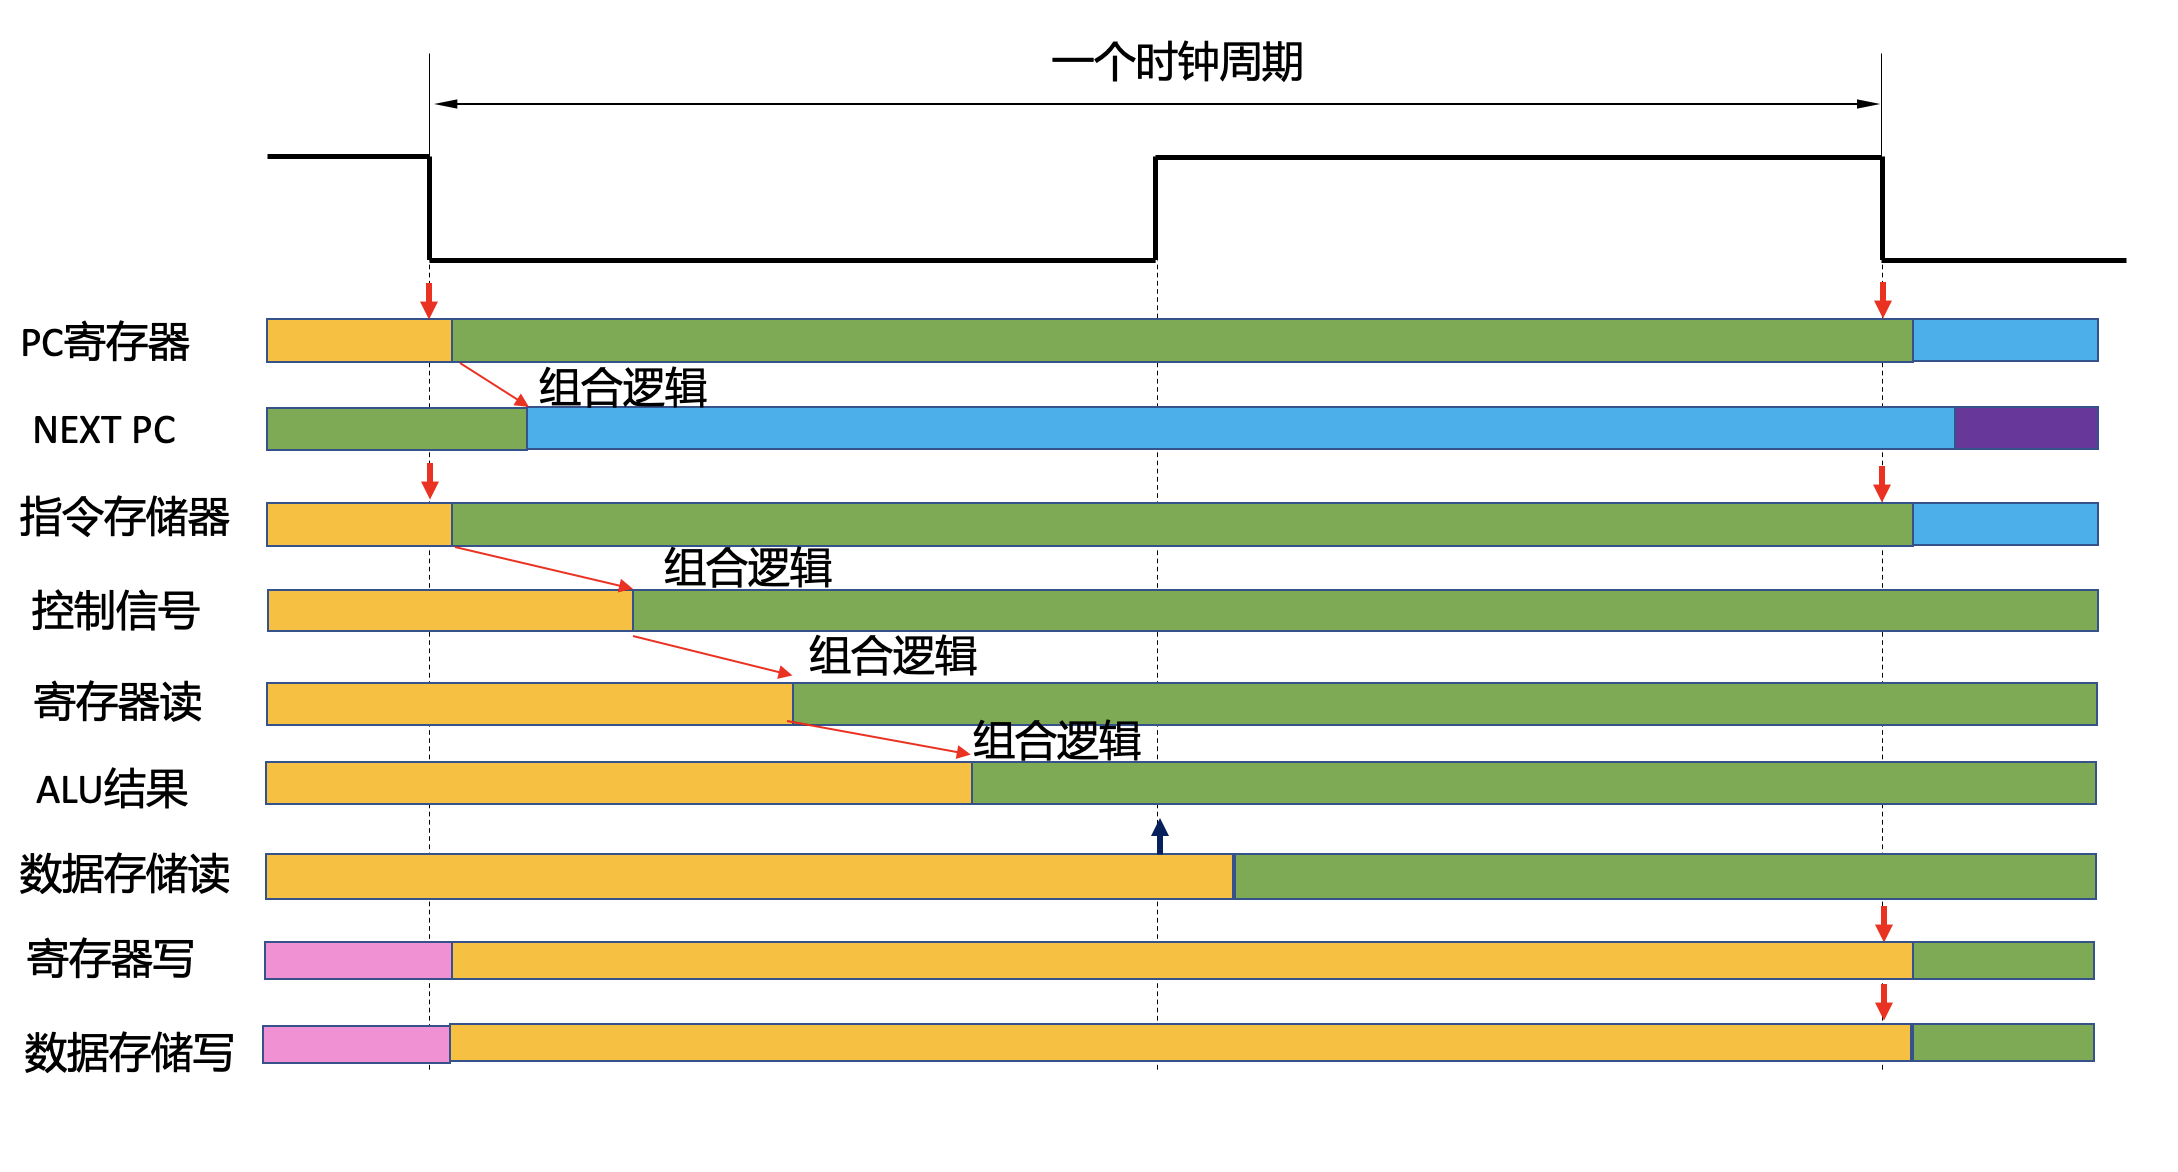 一个时钟周期
PC寄存器
组合逻辑
NEXT PC
指令存储器
组合逻辑
控制信号
组合逻辑
寄存器读
组合逻辑
ALU结果
数据存储读
寄存器写
数据存储写